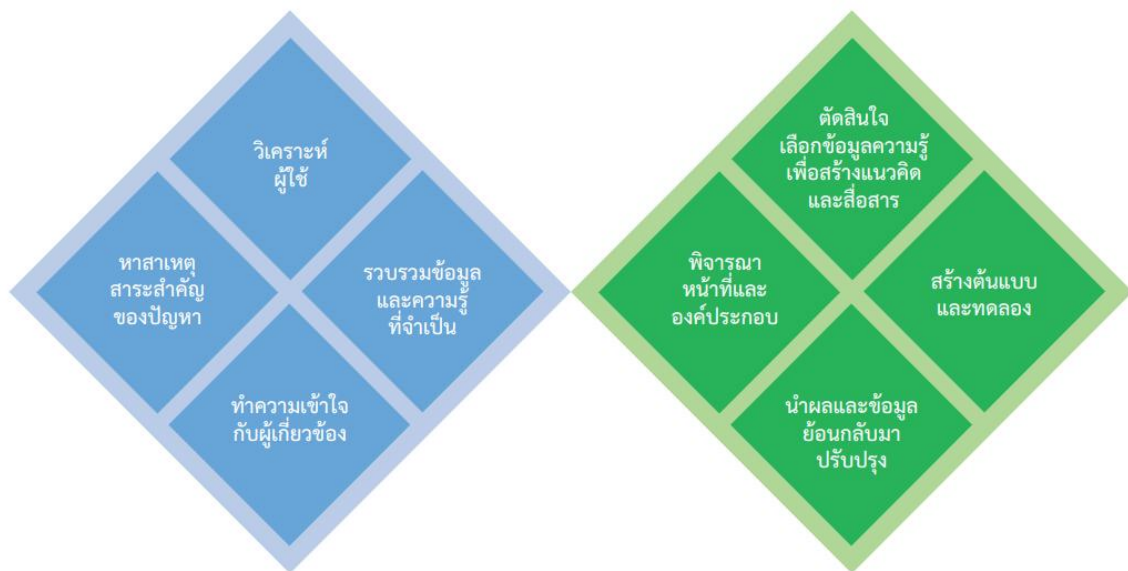 วิเคราะห์
ผู้ใช้
หาสาเหตุ
สาระสำคัญ
ของปัญหา
รวบรวมข้อมูล
และความรู้
ที่จำเป็น
ทำความเข้าใจ
กับผู้เกี่ยวข้อง
ตัดสินใจ
เลือกข้อมูลความรู้
เพื่อสร้างแนวคิด
และสื่อสาร
พิจารณา
หน้าที่และ
องค์ประกอบ
สร้างต้นแบบ
และทดลอง
นำผลและข้อมูล
ย้อนกลับมา
ปรับปรุง